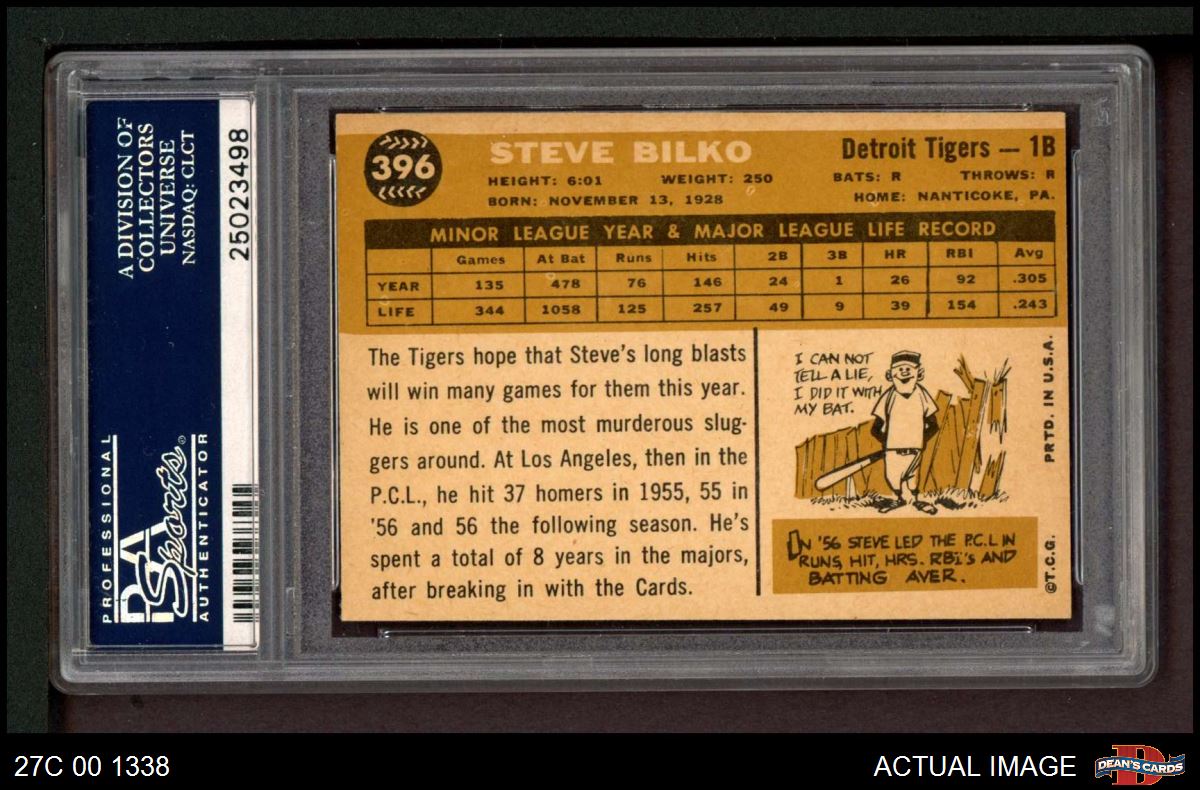 A DIVISION OF
COLLECTORS
UNIVERSE
NASDAQ: CLCT
25023498
PROFESSIONAL
PSA
Sports®
AUTHENTICATOR
396
STEVE BILKO
Detroit Tigers — 1B
HEIGHT: 6:01 WEIGHT: 250 BATS: R THROWS: R
BORN: NOVEMBER 13, 1928 HOME: NANTICOKE, PA.
MINOR LEAGUE YEAR & MAJOR LEAGUE LIFE RECORD
Games At Bat Runs Hits 2B 3B HR RBI Avg
YEAR 135 478 76 146 24 1 26 92 .305
LIFE 344 1058 125 257 49 9 39 154 .243
The Tigers hope that Steve's long blasts
will win many games for them this year.
He is one of the most murderous slug-
gers around. At Los Angeles, then in the
P.C.L., he hit 37 homers in 1955, 55 in
'56 and 56 the following season. He's
spent a total of 8 years in the majors,
after breaking in with the Cards.
I CAN NOT
TELL A LIE,
I DID IT WITH
MY BAT.
IN '56 STEVE LED THE P.C.L IN
RUNS, HIT, HRS. RBI'S AND
BATTING AVER.
PRTD. IN U.S.A.
©T.C.G.
27C 00 1338
ACTUAL IMAGE
DEAN'S CARDS